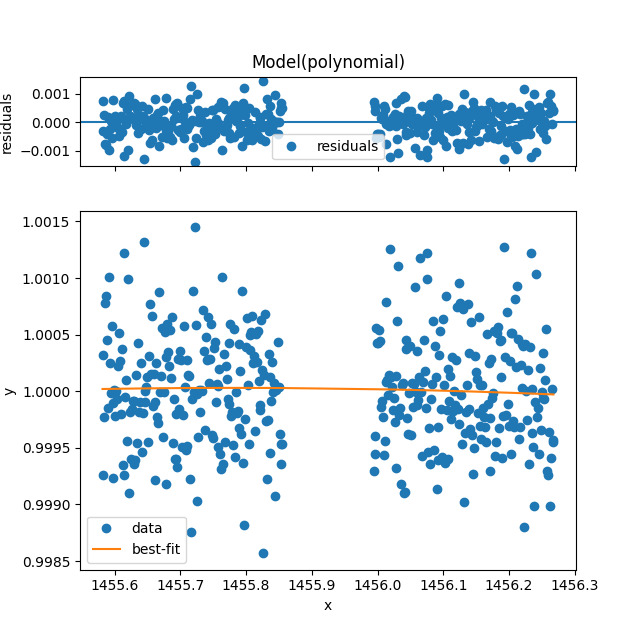 Model(polynomial)
residuals
0.001
0.000
−0.001
residuals
y
1.0015
1.0010
1.0005
1.0000
0.9995
0.9990
0.9985
data
best-fit
1455.6 1455.7 1455.8 1455.9 1456.0 1456.1 1456.2 1456.3
x